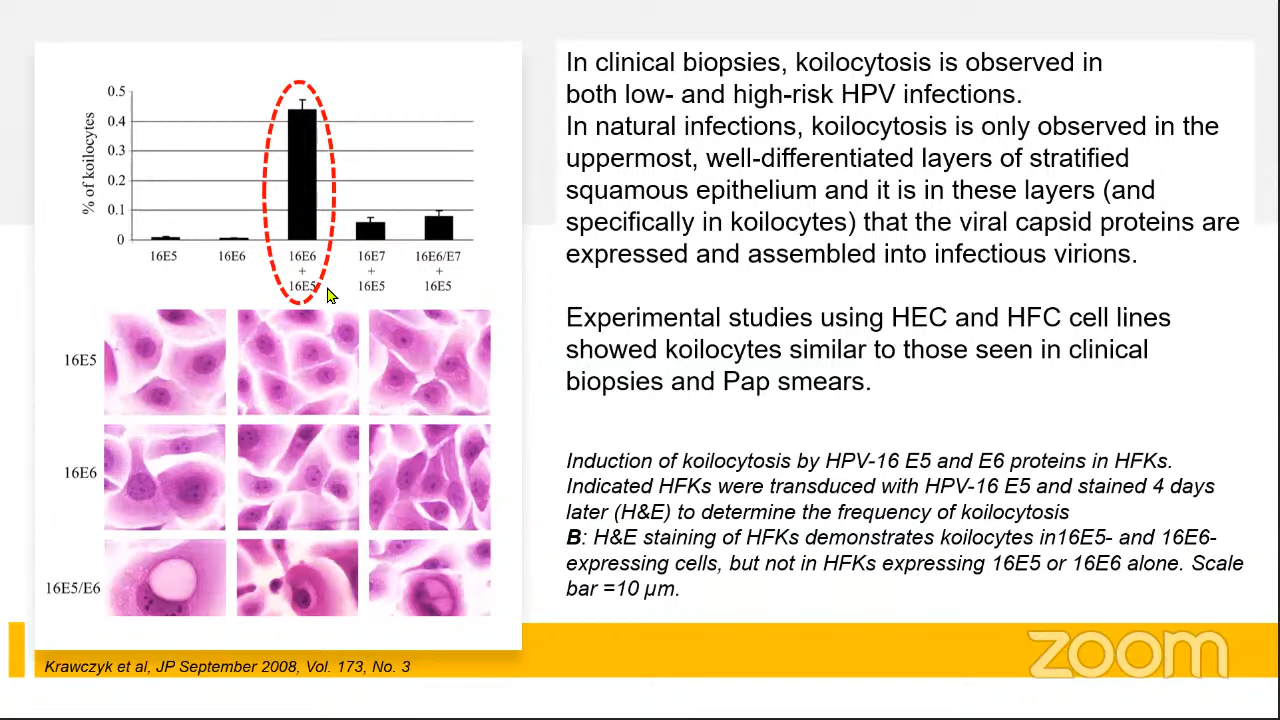 0.5
0.4
0.3
0.2
0.1
0
% of koilocytes
16E5
16E6
16E6
+
16E5
16E7
+
16E5
16E6/E7
+
16E5
16E5
16E6
16E5/E6
In clinical biopsies, koilocytosis is observed in
both low- and high-risk HPV infections.
In natural infections, koilocytosis is only observed in the
uppermost, well-differentiated layers of stratified
squamous epithelium and it is in these layers (and
specifically in koilocytes) that the viral capsid proteins are
expressed and assembled into infectious virions.
Experimental studies using HEC and HFC cell lines
showed koilocytes similar to those seen in clinical
biopsies and Pap smears.
Induction of koilocytosis by HPV-16 E5 and E6 proteins in HFKs.
Indicated HFKs were transduced with HPV-16 E5 and stained 4 days
later (H&E) to determine the frequency of koilocytosis
B: H&E staining of HFKs demonstrates koilocytes in16E5- and 16E6-
expressing cells, but not in HFKs expressing 16E5 or 16E6 alone. Scale
bar =10 µm.
Krawczyk et al, JP September 2008, Vol. 173, No. 3
zoom